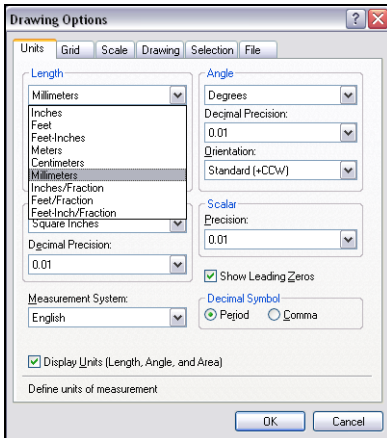 Drawing Options
Units Grid Scale Drawing Selection File
Length
Millimeters
Inches
Feet
Feet-Inches
Meters
Centimeters
Millimeters
Inches/Fraction
Feet/Fraction
Feet-Inch/Fraction
Square Inches
Decimal Precision:
0.01
Measurement System:
English
Angle
Degrees
Decimal Precision:
0.01
Orientation:
Standard (+CCW)
Scalar
Precision:
0.01
Show Leading Zeros
Decimal Symbol
Period Comma
Display Units (Length, Angle, and Area)
Define units of measurement
OK Cancel